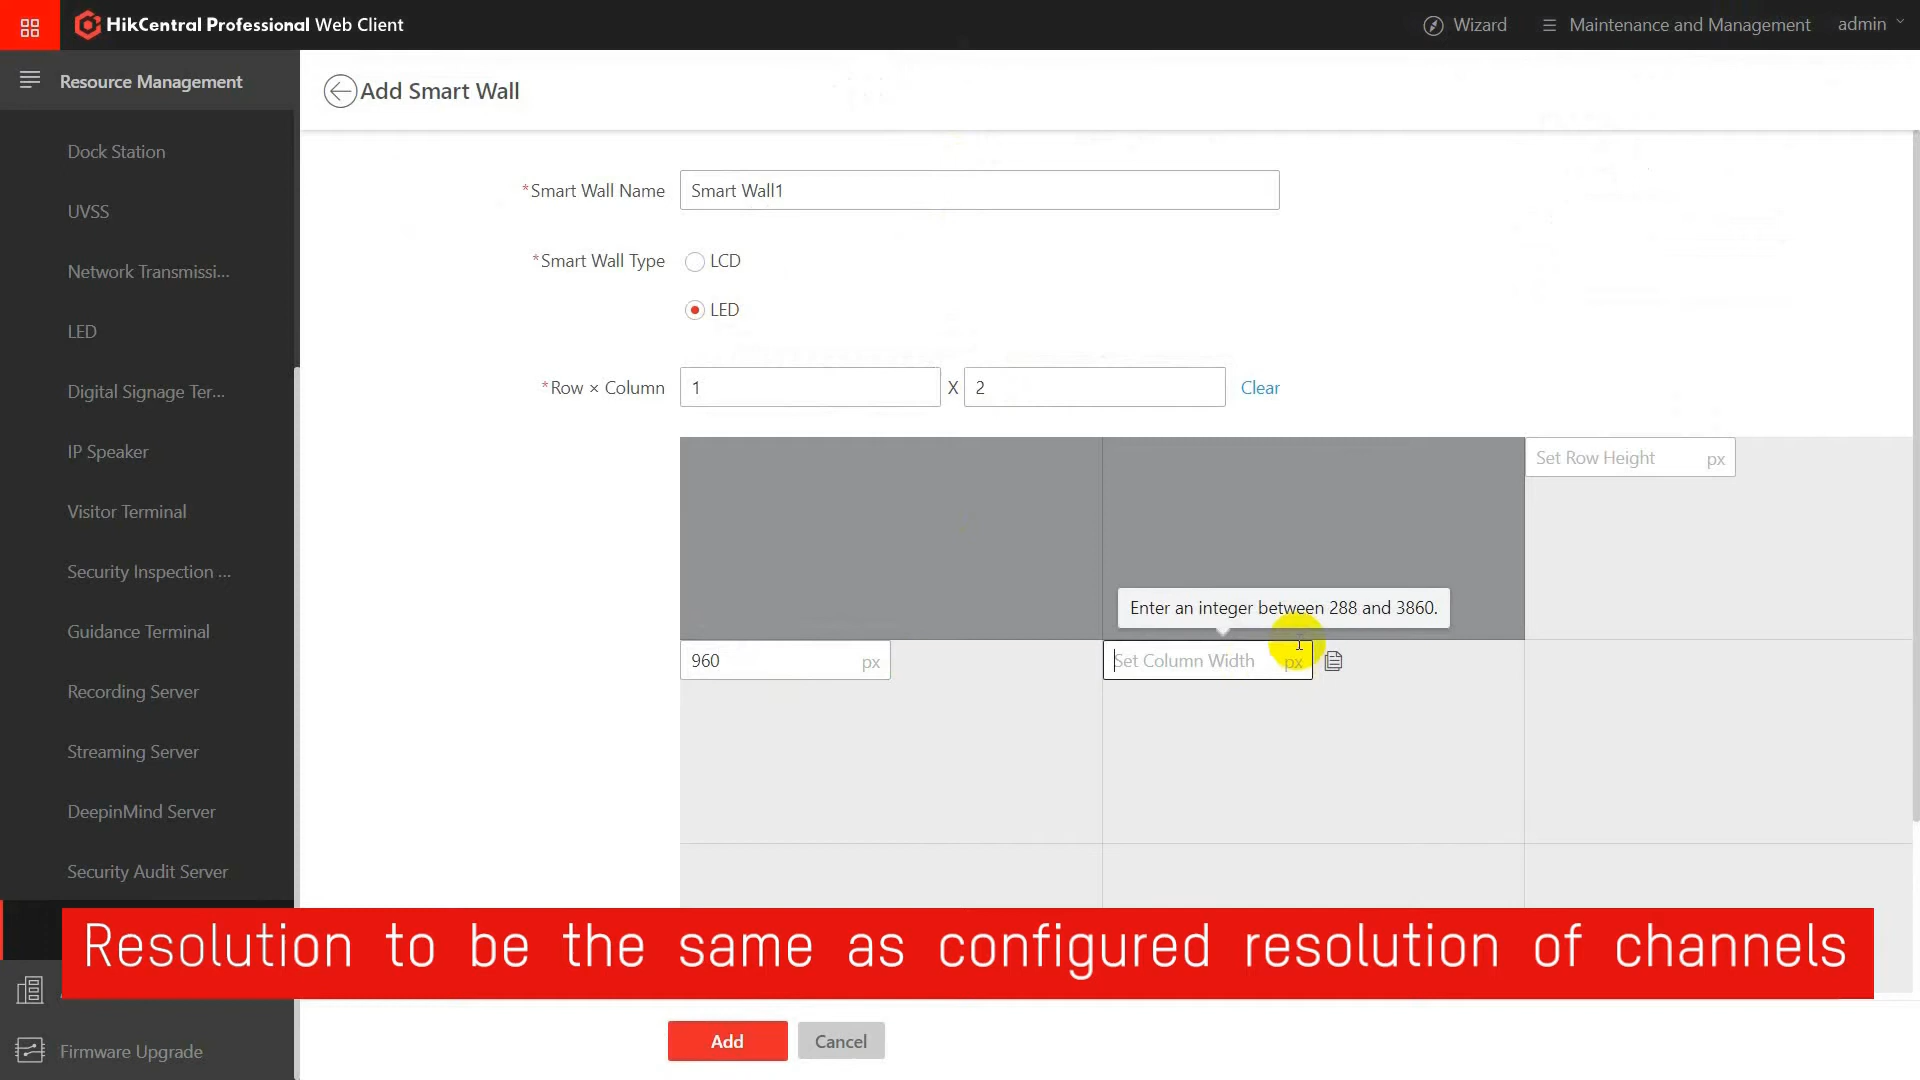 HikCentral Professional Web Client
Wizard
Maintenance and Management
admin
Resource Management
Add Smart Wall
Dock Station
UVSS
Network Transmissi...
LED
Digital Signage Ter...
IP Speaker
Visitor Terminal
Security Inspection ...
Guidance Terminal
Recording Server
Streaming Server
DeepinMind Server
Security Audit Server
Firmware Upgrade
*Smart Wall Name
Smart Wall1
*Smart Wall Type
LCD
LED
*Row × Column
1
X
2
Clear
Set Row Height px
Enter an integer between 288 and 3860.
960 px
Set Column Width px
Resolution to be the same as configured resolution of channels
Add
Cancel